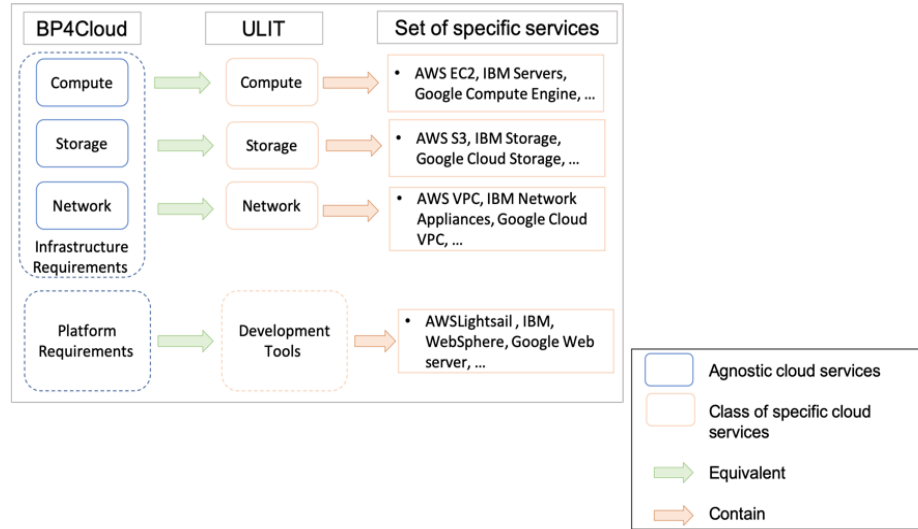 BP4Cloud
ULIT
Set of specific services
Compute
Compute
• AWS EC2, IBM Servers,
Google Compute Engine, ...
Storage
Storage
• AWS S3, IBM Storage,
Google Cloud Storage, ...
Network
Network
• AWS VPC, IBM Network
Appliances, Google Cloud
VPC, ...
Infrastructure
Requirements
Platform
Requirements
Development
Tools
• AWSLightsail , IBM,
WebSphere, Google Web
server, ...
Agnostic cloud services
Class of specific cloud
services
Equivalent
Contain